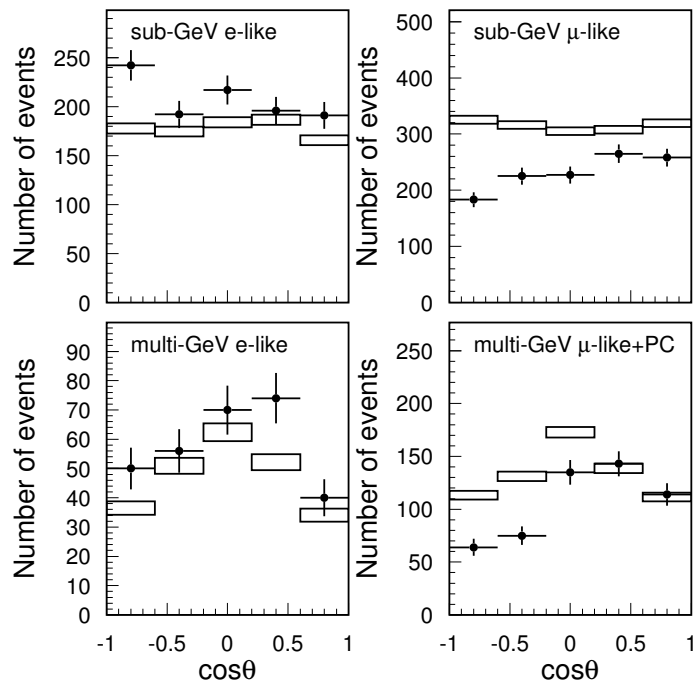 sub-GeV e-like
Number of events
250
200
150
100
50
0
sub-GeV μ-like
Number of events
500
400
300
200
100
0
multi-GeV e-like
Number of events
90
80
70
60
50
40
30
20
10
0
-1 -0.5 0 0.5 1
cosθ
multi-GeV μ-like+PC
Number of events
250
200
150
100
50
0
-1 -0.5 0 0.5 1
cosθ